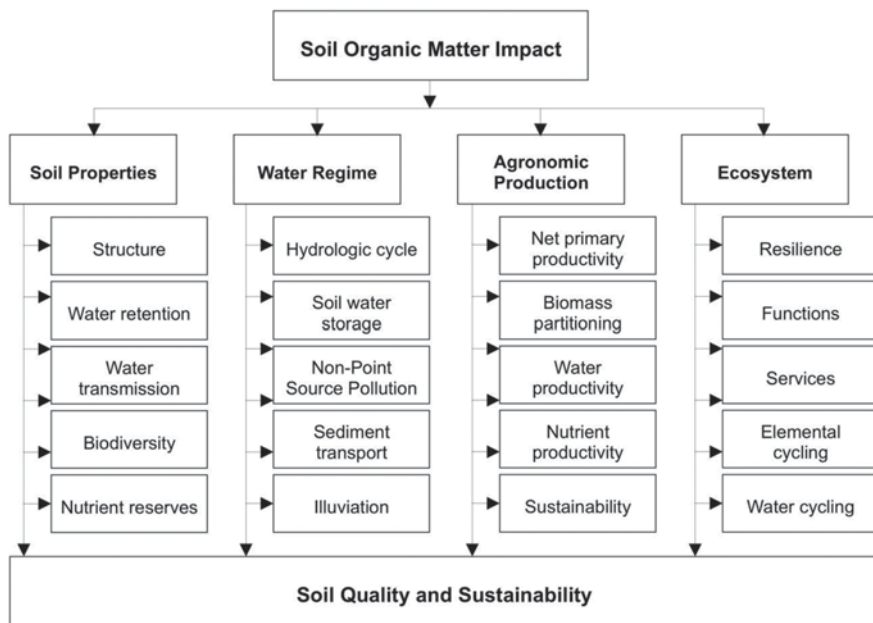 Soil Organic Matter Impact
Soil Properties
Water Regime
Agronomic
Production
Ecosystem
Structure
Water retention
Water
transmission
Biodiversity
Nutrient reserves
Hydrologic cycle
Soil water
storage
Non-Point
Source Pollution
Sediment
transport
Illuviation
Net primary
productivity
Biomass
partitioning
Water
productivity
Nutrient
productivity
Sustainability
Resilience
Functions
Services
Elemental
cycling
Water cycling
Soil Quality and Sustainability